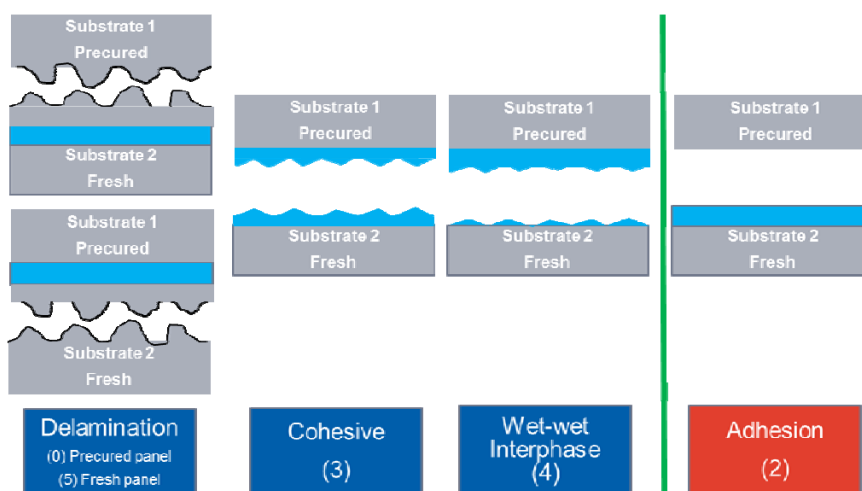 Substrate 1
Precured
Substrate 2
Fresh
Substrate 1
Precured
Substrate 2
Fresh
Substrate 1
Precured
Substrate 2
Fresh
Substrate 1
Precured
Substrate 2
Fresh
Substrate 1
Precured
Substrate 2
Fresh
Delamination
(0) Precured panel
(5) Fresh panel
Cohesive
(3)
Wet-wet
Interphase
(4)
Adhesion
(2)